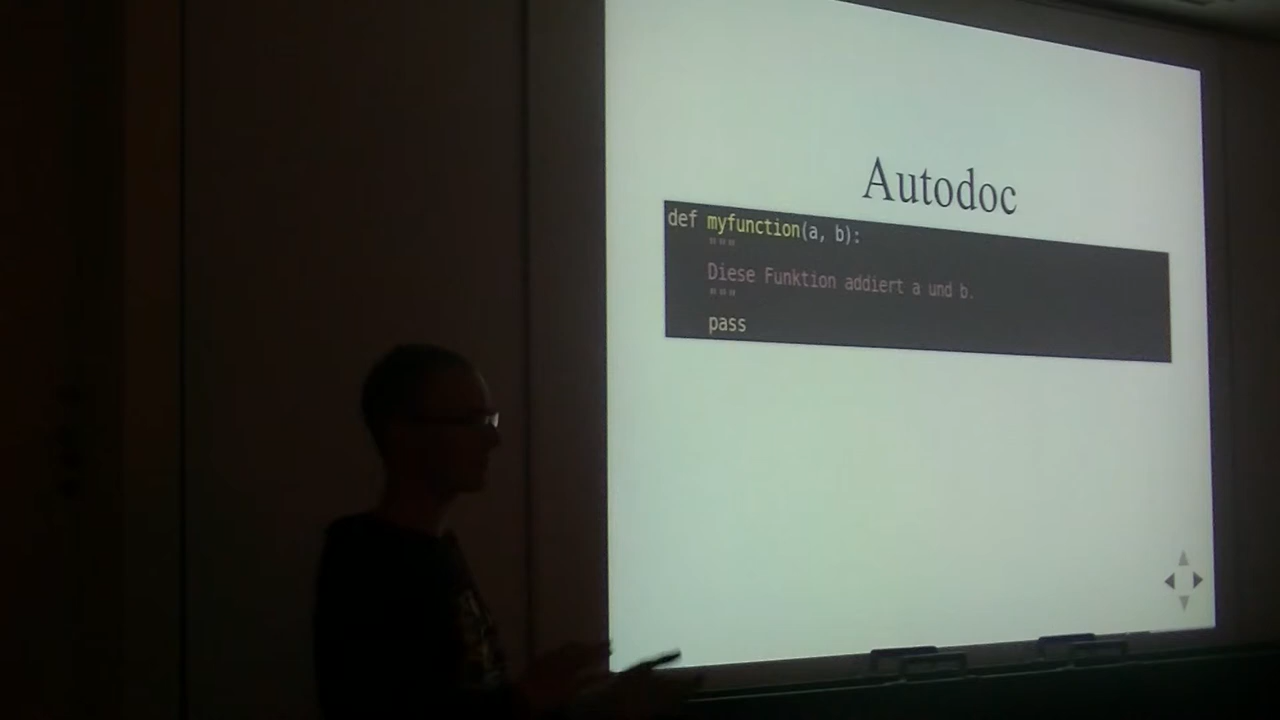 Autodoc
def myfunction(a, b):
"""
Diese Funktion addiert a und b.
"""
pass